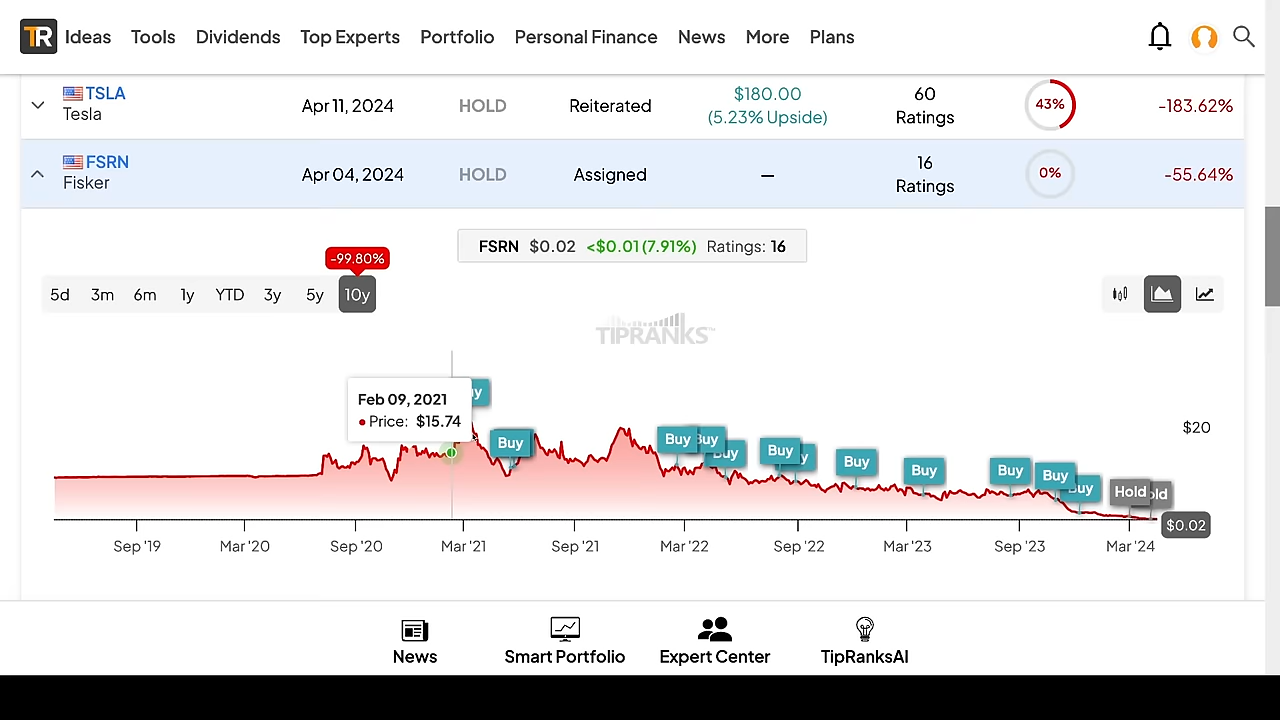 TR Ideas Tools Dividends Top Experts Portfolio Personal Finance News More Plans
TSLA
Tesla
Apr 11, 2024
HOLD
Reiterated
$180.00
(5.23% Upside)
60
Ratings
43%
-183.62%
FSRN
Fisker
Apr 04, 2024
HOLD
Assigned
—
16
Ratings
0%
-55.64%
FSRN $0.02 <$0.01 (7.91%) Ratings: 16
-99.80%
5d 3m 6m 1y YTD 3y 5y 10y
TIPRANKS™
Feb 09, 2021
Price: $15.74
y
Buy
Buy
Buy
Buy
Buy
y
Buy
Buy
Buy
Buy
Buy
Hold
old
$20
$0.02
Sep '19 Mar '20 Sep '20 Mar '21 Sep '21 Mar '22 Sep '22 Mar '23 Sep '23 Mar '24
News Smart Portfolio Expert Center TipRanksAI